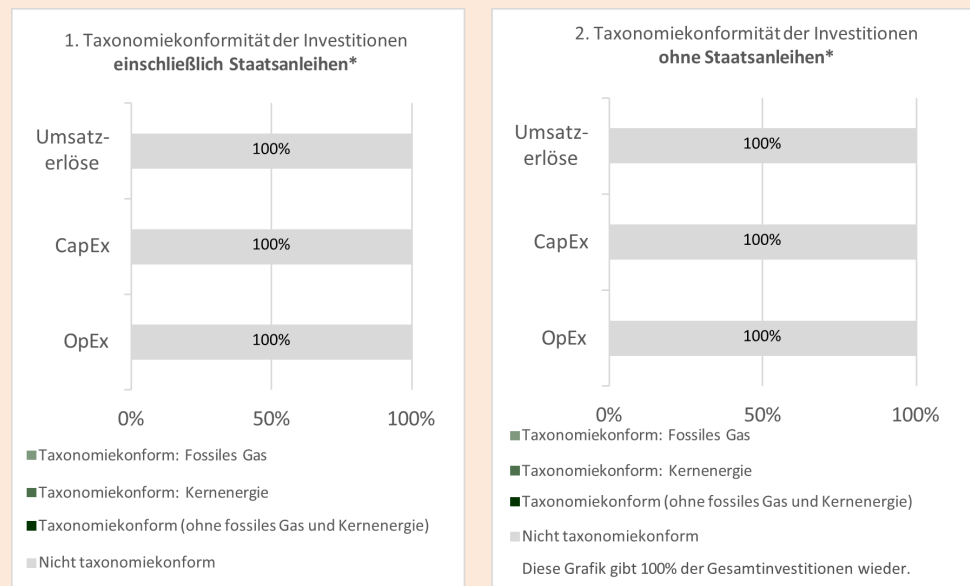 1. Taxonomiekonformität der Investitionen
einschließlich Staatsanleihen*
Umsatz-
erlöse
100%
CapEx
100%
OpEx
100%
0%
50%
100%
Taxonomiekonform: Fossiles Gas
Taxonomiekonform: Kernenergie
Taxonomiekonform (ohne fossiles Gas und Kernenergie)
Nicht taxonomiekonform
2. Taxonomiekonformität der Investitionen
ohne Staatsanleihen*
Umsatz-
erlöse
100%
CapEx
100%
OpEx
100%
0%
50%
100%
Taxonomiekonform: Fossiles Gas
Taxonomiekonform: Kernenergie
Taxonomiekonform (ohne fossiles Gas und Kernenergie)
Nicht taxonomiekonform
Diese Grafik gibt 100% der Gesamtinvestitionen wieder.